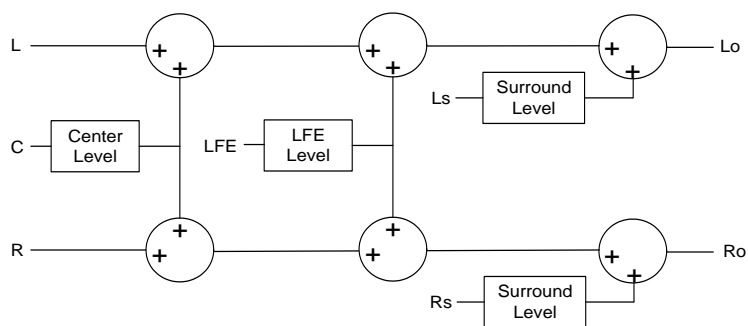 L
+
+
+
+
+
+
Lo
Ls
Surround
Level
C
Center
Level
LFE
LFE
Level
R
+
+
+
+
+
+
Ro
Rs
Surround
Level